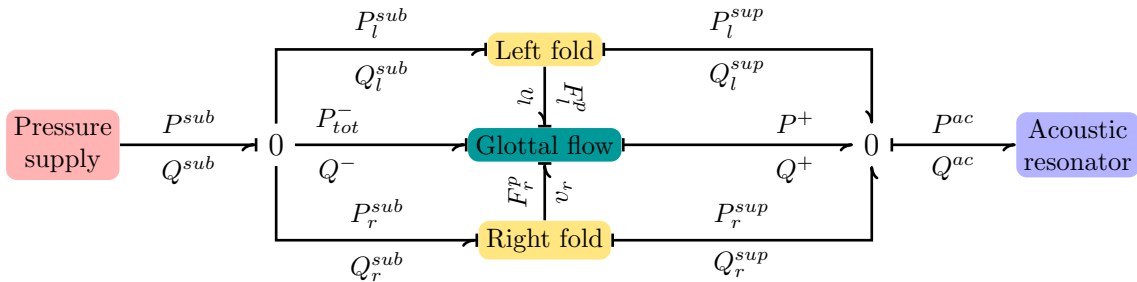 P_l^{sub}
Q_l^{sub}
Left fold
P_l^{sup}
Q_l^{sup}
v_l
F_l^p
Pressure
supply
P^{sub}
Q^{sub}
0
P_{tot}^-
Q^-
Glottal flow
P^+
Q^+
0
P^{ac}
Q^{ac}
Acoustic
resonator
F_r^p
v_r
P_r^{sub}
Q_r^{sub}
Right fold
P_r^{sup}
Q_r^{sup}